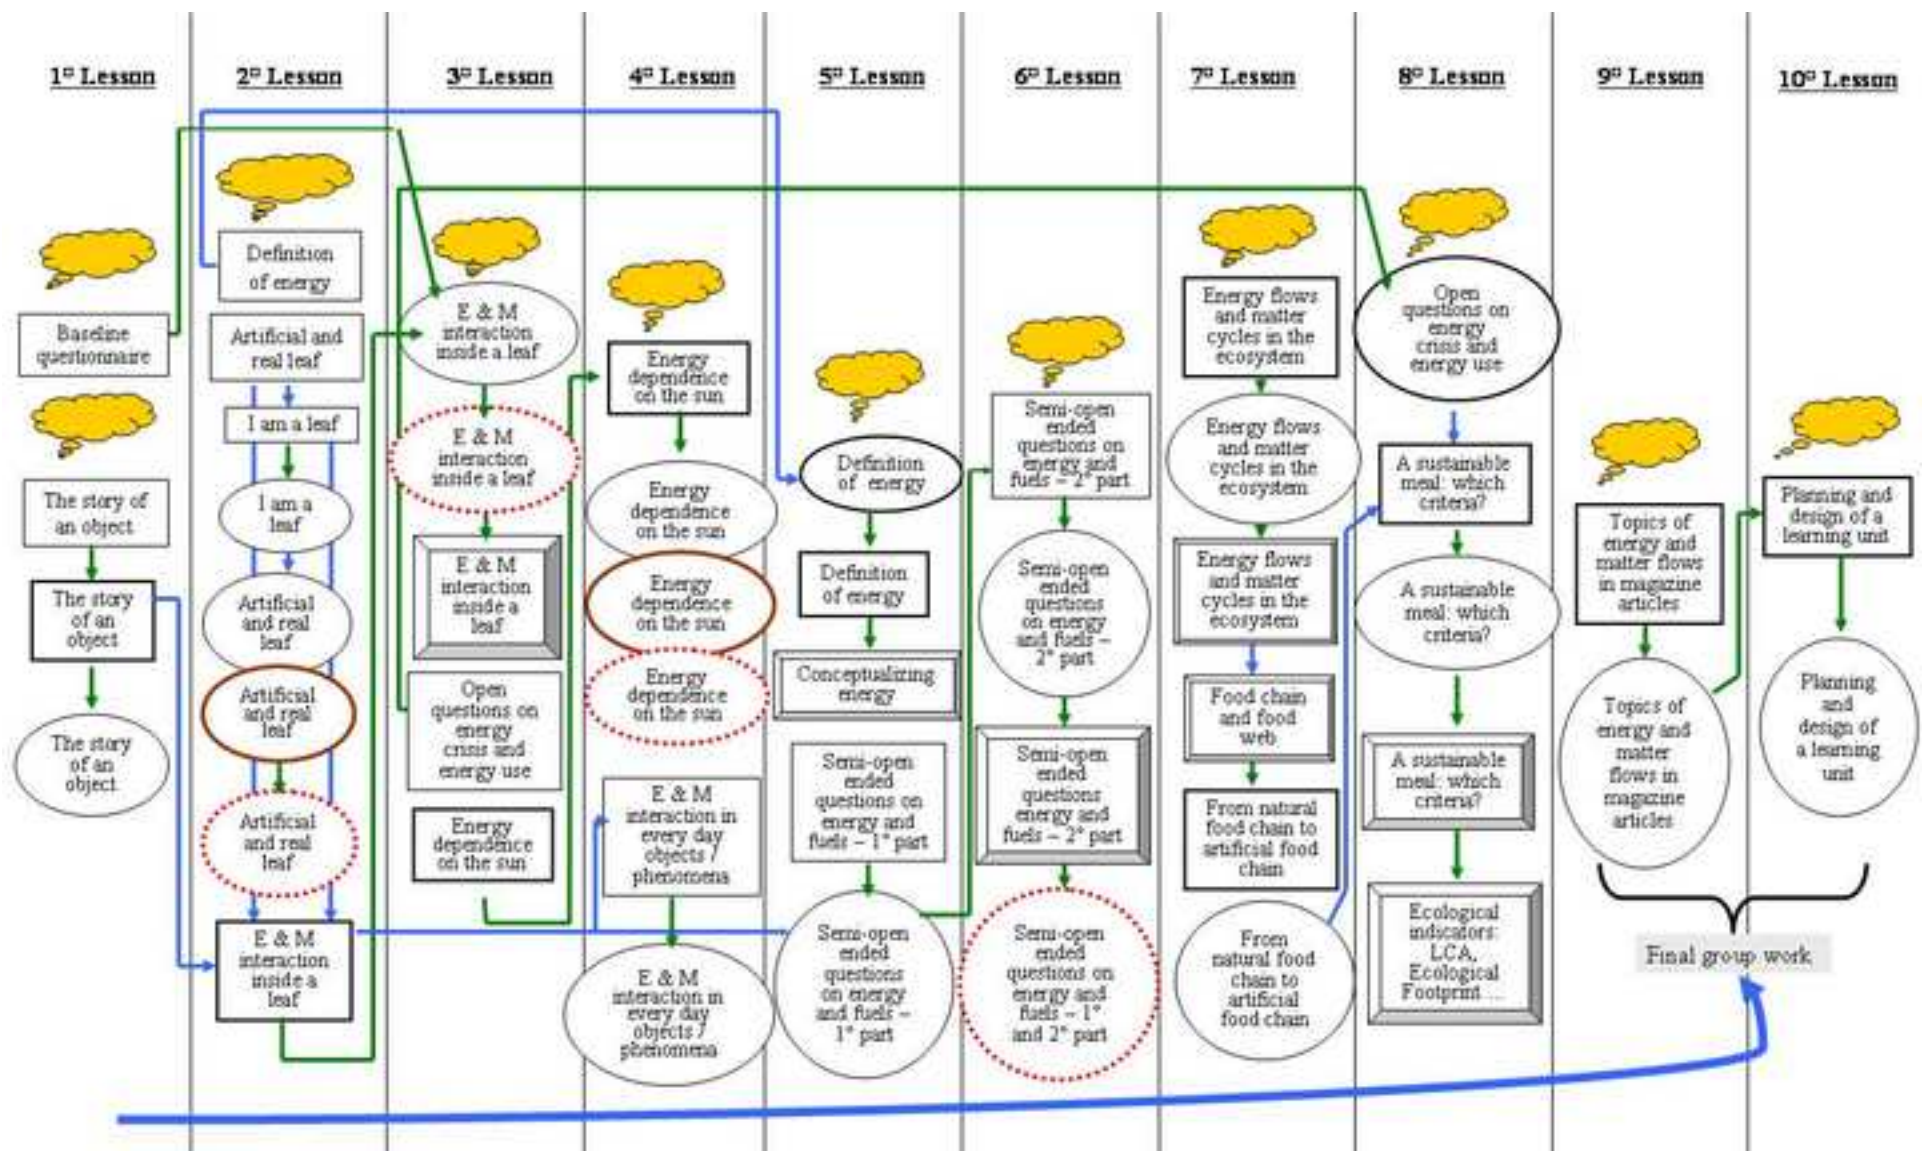 1º Lesson
2º Lesson
3º Lesson
4º Lesson
5º Lesson
6º Lesson
7º Lesson
8º Lesson
9º Lesson
10º Lesson
Baseline
questionnaire
The story of
an object
The story
of an
object
The story
of an
object
Definition
of energy
Artificial and
real leaf
I am a leaf
I am a
leaf
Artificial
and real
leaf
Artificial
and real
leaf
Artificial
and real
leaf
E & M
interaction
inside a
leaf
E & M
interaction
inside a leaf
E & M
interaction
inside a leaf
E & M
interaction
inside a
leaf
Open
questions on
energy
crisis and
energy use
Energy
dependence
on the sun
Energy
dependence
on the sun
Energy
dependence
on the sun
Energy
dependence
on the sun
Energy
dependence
on the sun
E & M
interaction in
every day
objects /
phenomena
E & M
interaction in
every day
objects /
phenomena
Definition
of energy
Definition
of energy
Conceptualizing
energy
Semi-open
ended
questions on
energy and
fuels – 1° part
Semi-open
ended
questions
on energy
and fuels –
1° part
Semi-open
ended
questions on
energy and
fuels – 2° part
Semi-open
ended
questions
on energy
and fuels –
2° part
Semi-open
ended
questions
energy and
fuels – 2° part
Semi-open
ended
questions on
energy and
fuels – 1°
and 2° part
Energy flows
and matter
cycles in the
ecosystem
Energy flows
and matter
cycles in the
ecosystem
Energy flows
and matter
cycles in the
ecosystem
Food chain
and food
web
From natural
food chain to
artificial food
chain
From
natural food
chain to
artificial
food chain
Open
questions on
energy
crisis and
energy use
A sustainable
meal: which
criteria?
A sustainable
meal: which
criteria?
A sustainable
meal: which
criteria?
Ecological
indicators:
LCA,
Ecological
Footprint ...
Topics of
energy and
matter flows
in magazine
articles
Topics of
energy and
matter
flows in
magazine
articles
Planning and
design of a
learning unit
Planning
and
design of
a learning
unit
Final group work